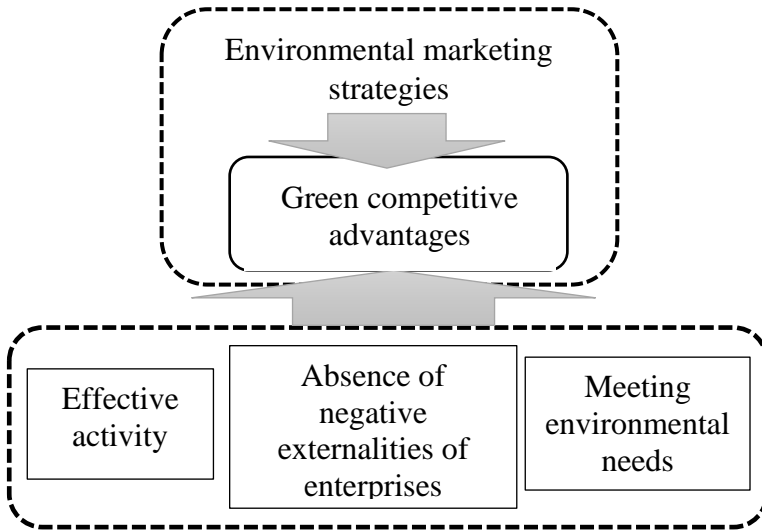 Environmental marketing
strategies
Green competitive
advantages
Effective
activity
Absence of
negative
externalities of
enterprises
Meeting
environmental
needs